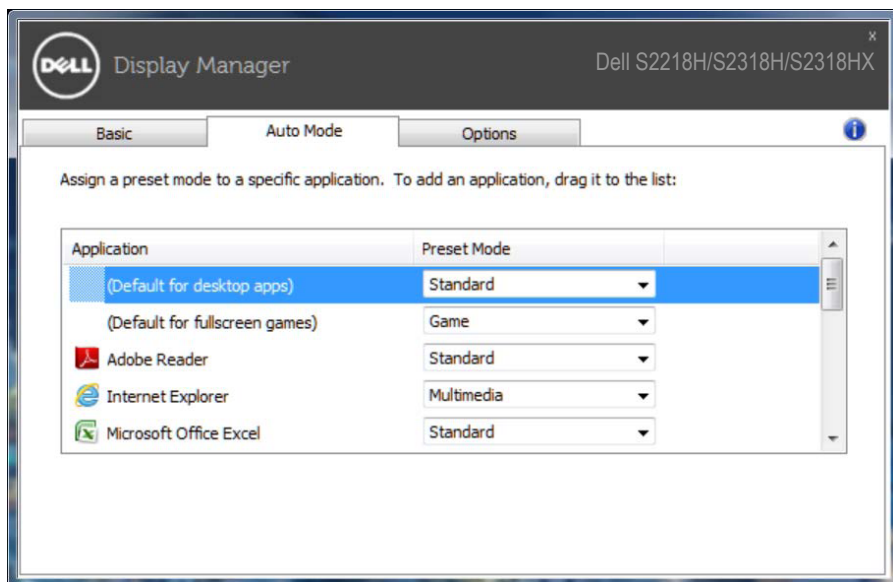 x
DELL Display Manager Dell S2218H/S2318H/S2318HX
Basic Auto Mode Options i
Assign a preset mode to a specific application. To add an application, drag it to the list:
Application Preset Mode
(Default for desktop apps) Standard
(Default for fullscreen games) Game
Adobe Reader Standard
Internet Explorer Multimedia
Microsoft Office Excel Standard